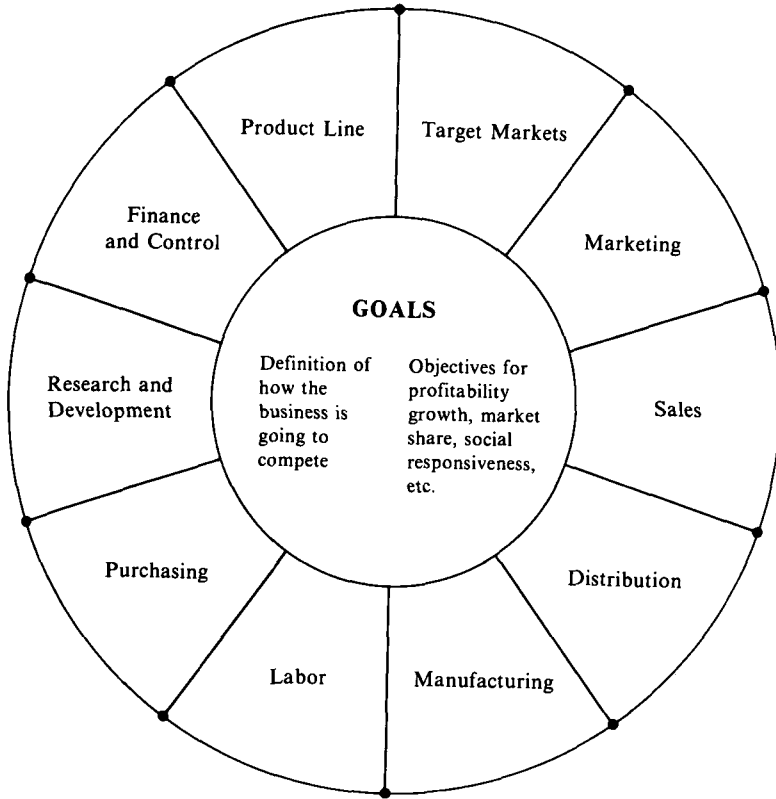 Product Line
Target Markets
Finance
and Control
Marketing
GOALS
Definition of
how the
business is
going to
compete
Objectives for
profitability
growth, market
share, social
responsiveness,
etc.
Research and
Development
Sales
Purchasing
Distribution
Labor
Manufacturing